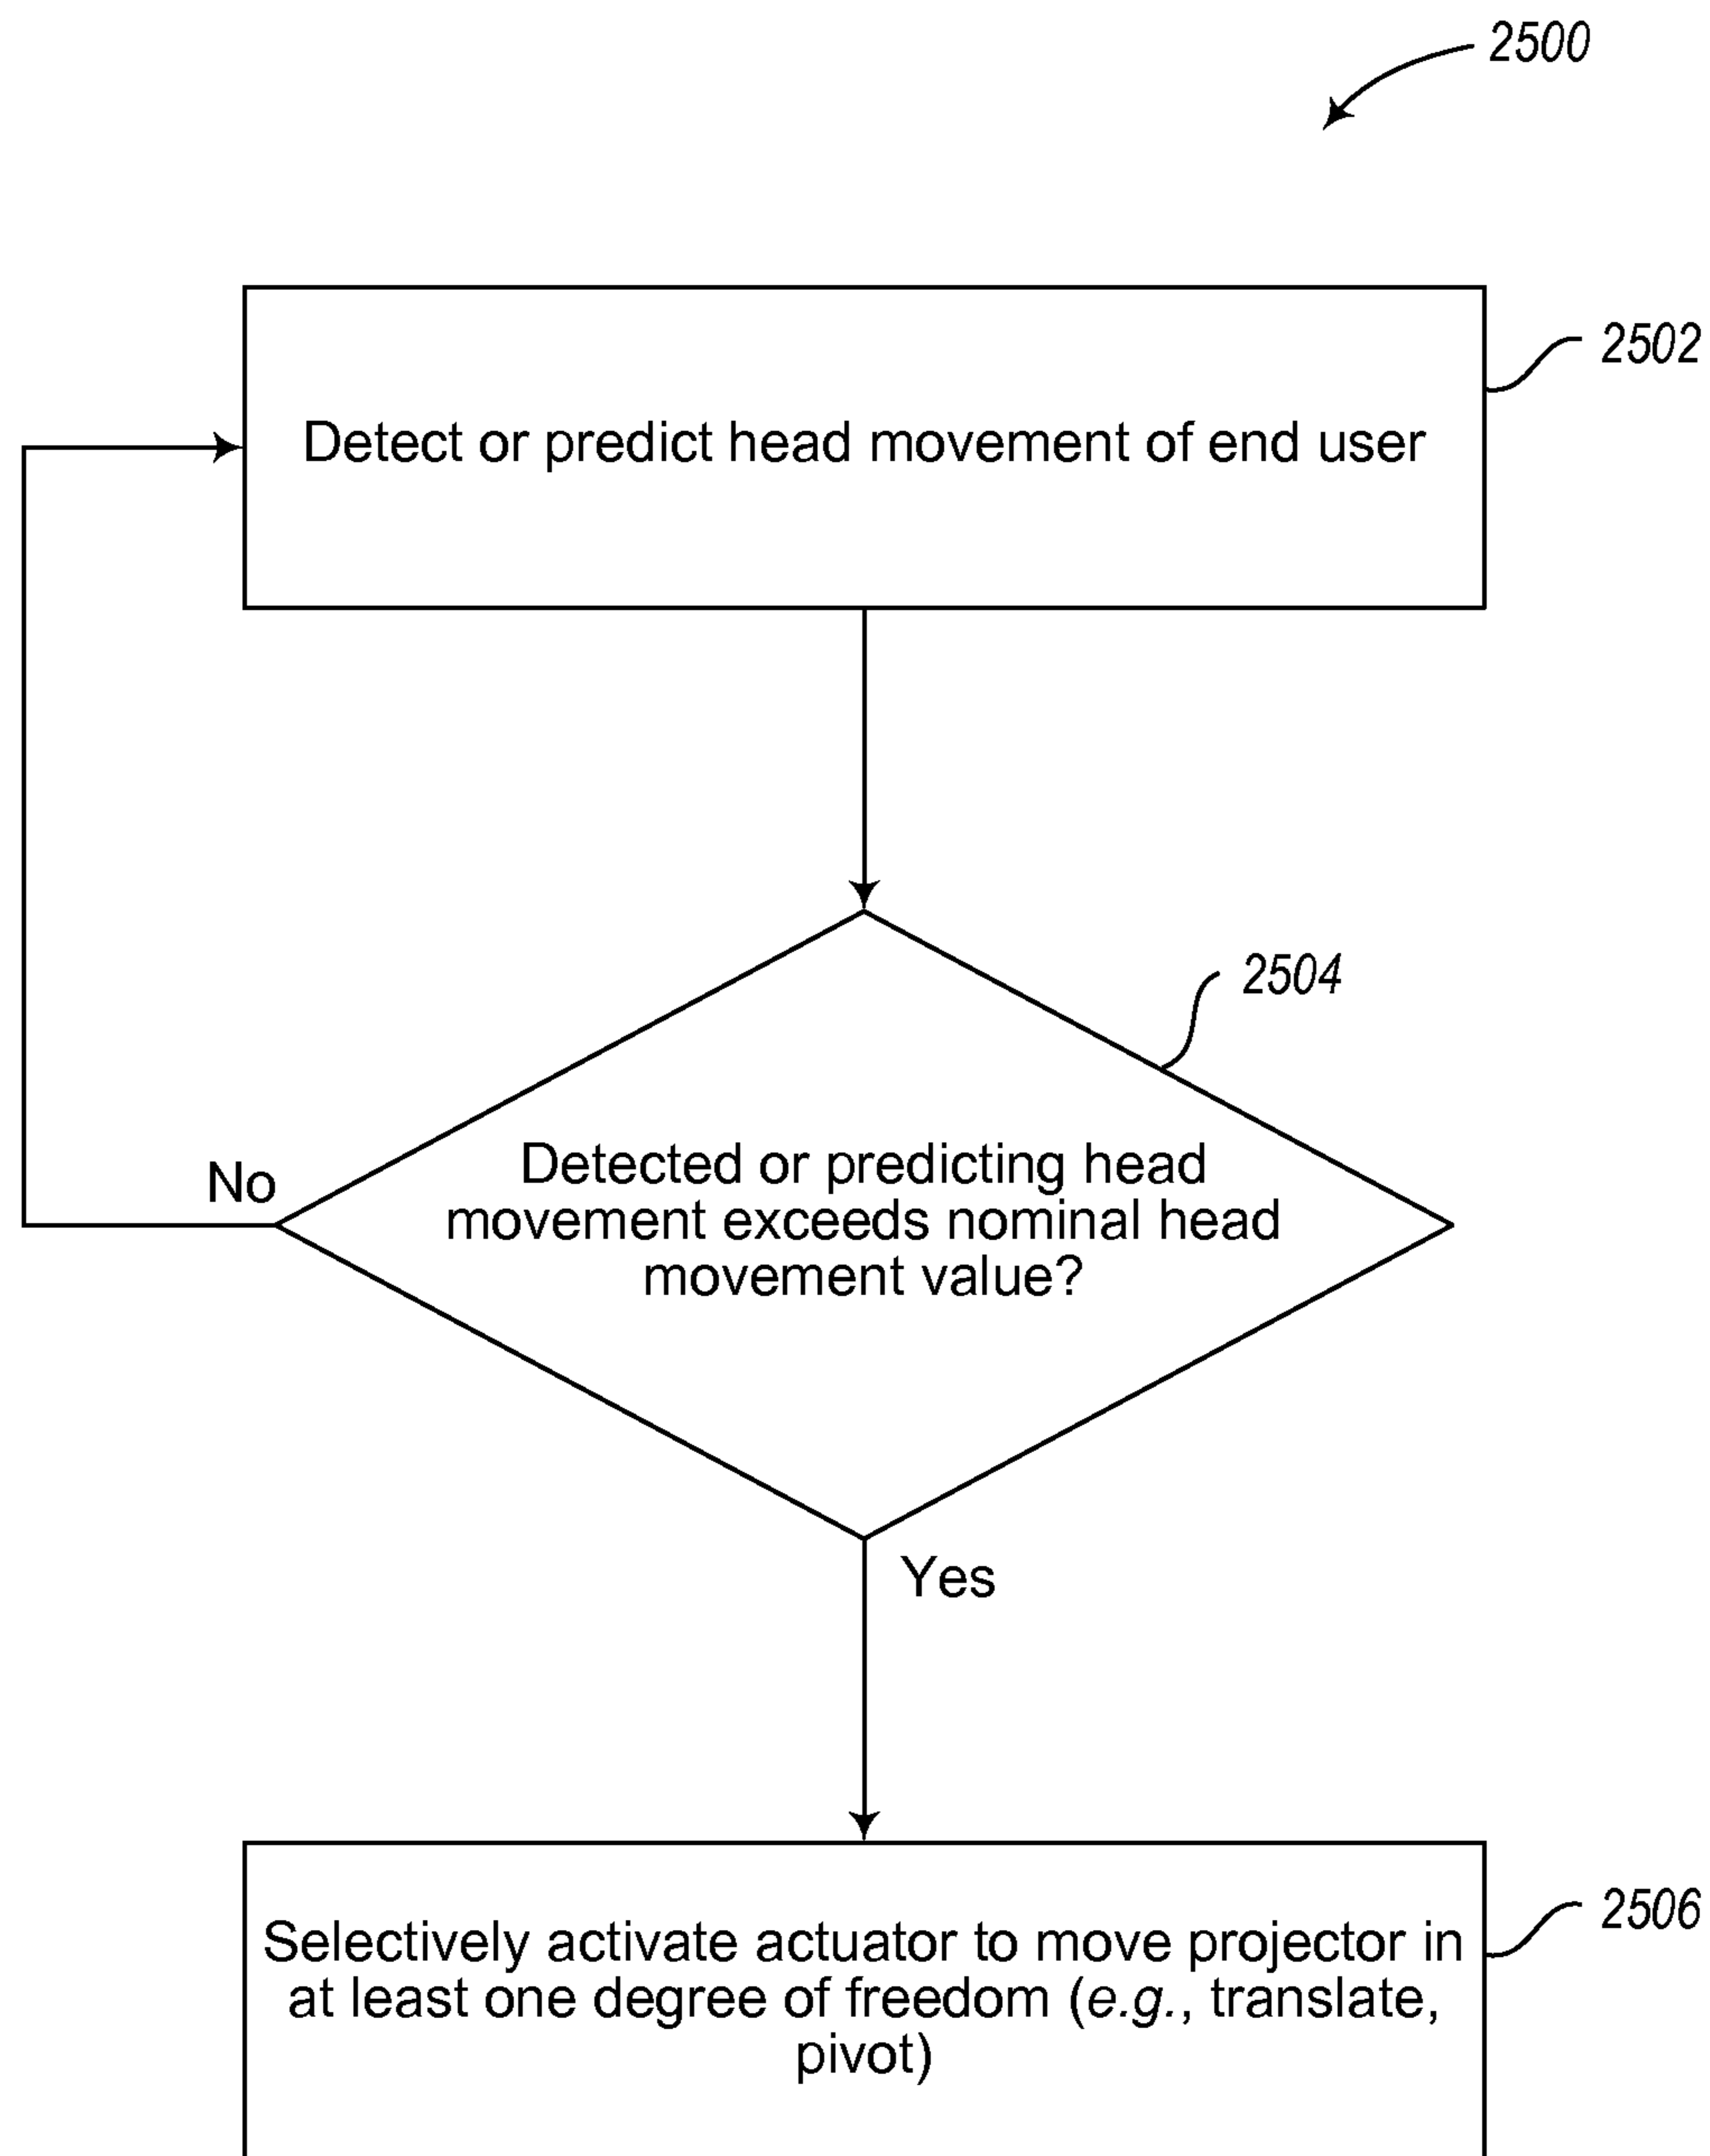 2500
2502
Detect or predict head movement of end user
2504
Detected or predicting head
movement exceeds nominal head
movement value?
No
Yes
2506
Selectively activate actuator to move projector in
at least one degree of freedom (e.g., translate,
pivot)